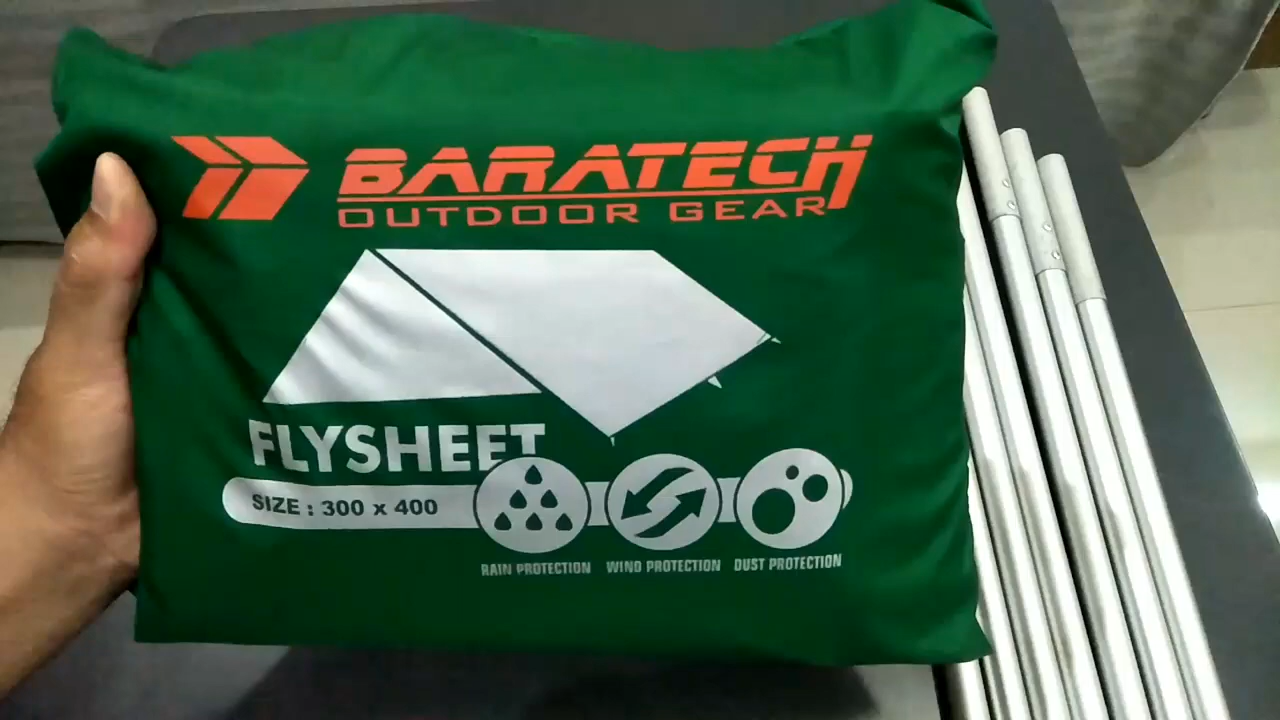 BARATECH
OUTDOOR GEAR
FLYSHEET
SIZE : 300 x 400
RAIN PROTECTION WIND PROTECTION DUST PROTECTION